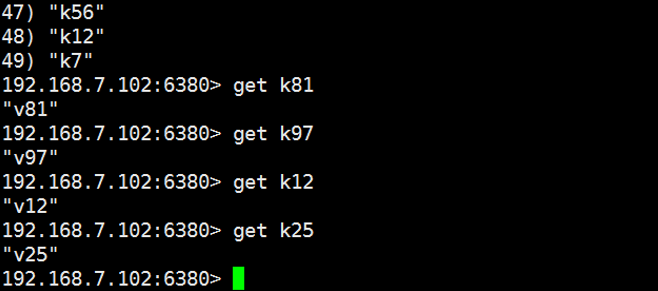 47) "k56"
48) "k12"
49) "k7"
192.168.7.102:6380> get k81
"v81"
192.168.7.102:6380> get k97
"v97"
192.168.7.102:6380> get k12
"v12"
192.168.7.102:6380> get k25
"v25"
192.168.7.102:6380>